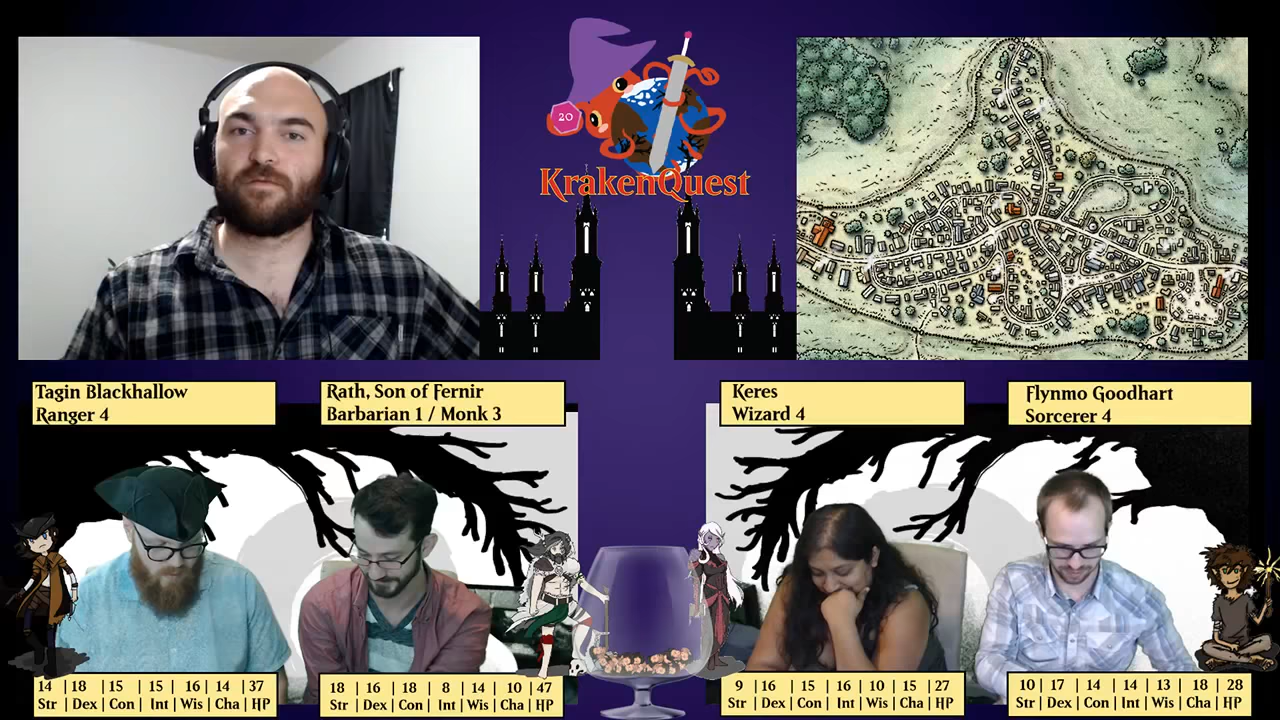 20
KrakenQuest
Tagin Blackhallow
Ranger 4
Rath, Son of Fernir
Barbarian 1 / Monk 3
Keres
Wizard 4
Flynmo Goodhart
Sorcerer 4
14 | 18 | 15 | 15 | 16 | 14 | 37
Str | Dex | Con | Int | Wis | Cha | HP
18 | 16 | 18 | 8 | 14 | 10 | 47
Str | Dex | Con | Int | Wis | Cha | HP
9 | 16 | 15 | 16 | 10 | 15 | 27
Str | Dex | Con | Int | Wis | Cha | HP
10 | 17 | 14 | 14 | 13 | 18 | 28
Str | Dex | Con | Int | Wis | Cha | HP